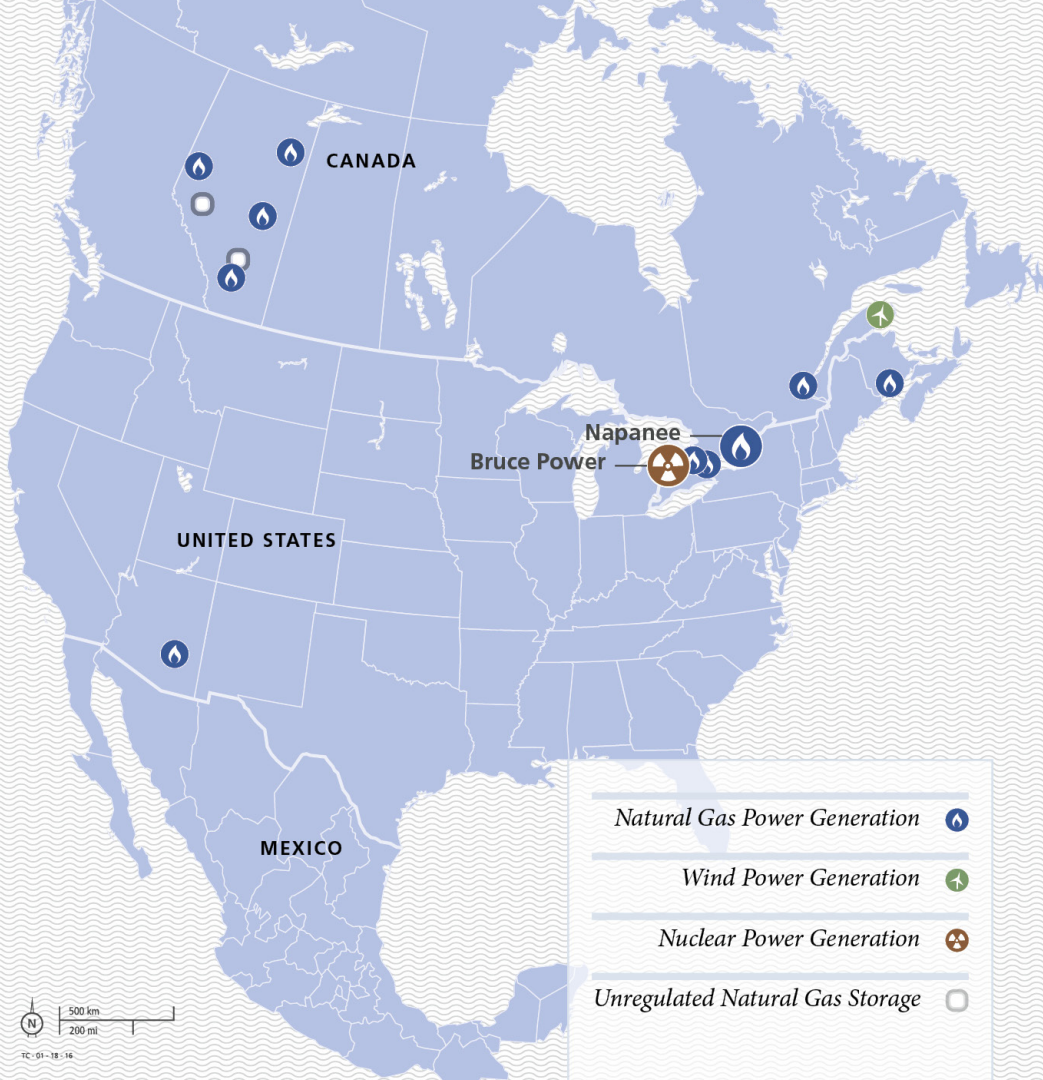 CANADA
Napanee
Bruce Power
UNITED STATES
MEXICO
Natural Gas Power Generation
Wind Power Generation
Nuclear Power Generation
Unregulated Natural Gas Storage
N
500 km
200 mi
TC - 01 - 18 - 16